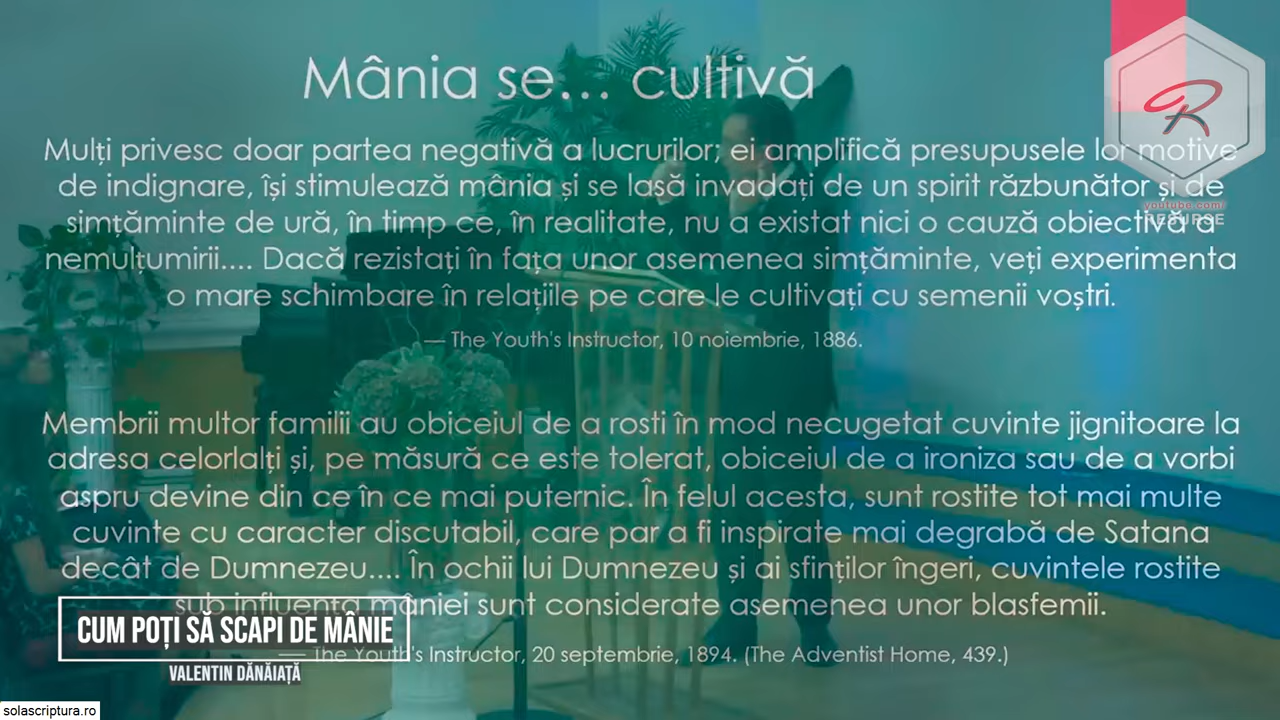 Mânia se... cultivă
Mulți privesc doar partea negativă a lucrurilor; ei amplifică presupusele lor motive
de indignare, își stimulează mânia și se lasă invadați de un spirit răzbunător și de
simțăminte de ură, în timp ce, în realitate, nu a existat nici o cauză obiectivă a
nemulțumirii.... Dacă rezistați în fața unor asemenea simțăminte, veți experimenta
o mare schimbare în relațiile pe care le cultivați cu semenii voștri.
— The Youth's Instructor, 10 noiembrie, 1886.
Membrii multor familii au obiceiul de a rosti în mod necugetat cuvinte jignitoare la
adresa celorlalți și, pe măsură ce este tolerat, obiceiul de a ironiza sau de a vorbi
aspru devine din ce în ce mai puternic. În felul acesta, sunt rostite tot mai multe
cuvinte cu caracter discutabil, care par a fi inspirate mai degrabă de Satana
decât de Dumnezeu.... În ochii lui Dumnezeu și ai sfinților îngeri, cuvintele rostite
sub influența mâniei sunt considerate asemenea unor blasfemii.
— The Youth's Instructor, 20 septembrie, 1894. (The Adventist Home, 439.)
R
youtube.com/
RESURSE
CUM POȚI SĂ SCAPI DE MÂNIE
VALENTIN DĂNĂIAȚĂ
solascriptura.ro